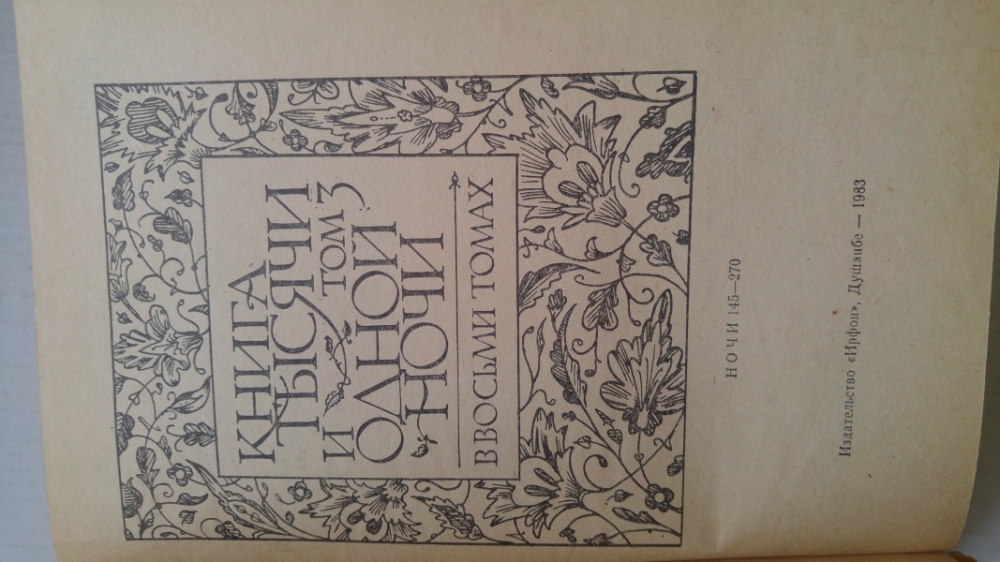 КНИГА
ТЫСЯЧИ
И ТОМ 3
ОДНОЙ
НОЧИ
В ВОСЬМИ ТОМАХ
НОЧИ 145—270
Издательство «Ирфон», Душанбе — 1983